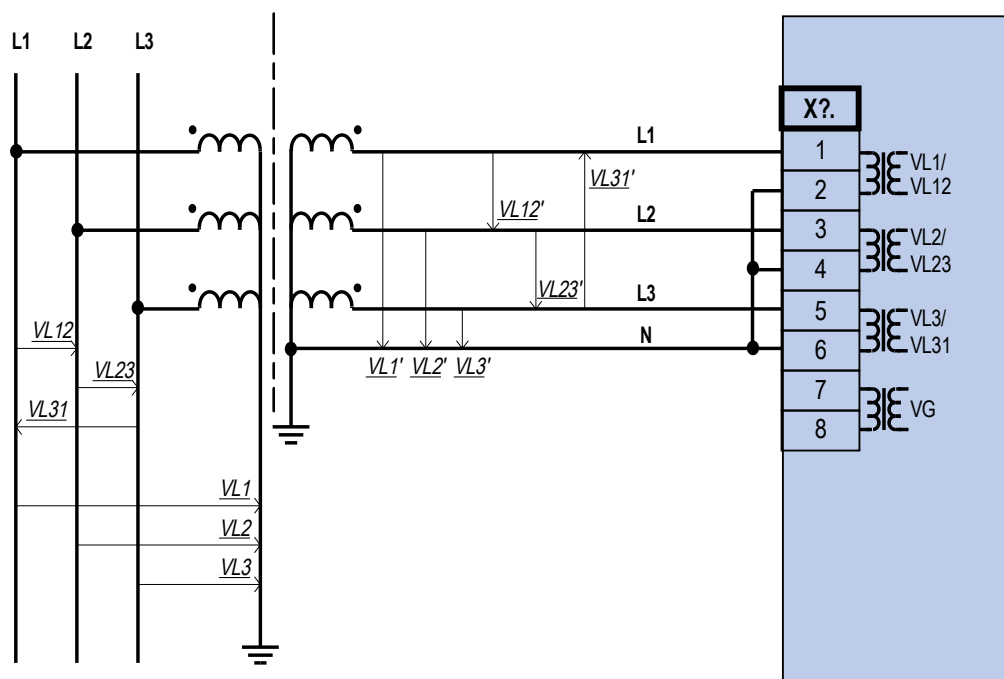 L1 L2 L3
X?.
L1
1
VL1/
VL12
VL31'
2
VL12'
L2
3
VL2/
VL23
4
VL23'
L3
5
VL3/
VL31
VL12
N
6
VL1' VL2' VL3'
VL23
7
VG
VL31
8
VL1
VL2
VL3